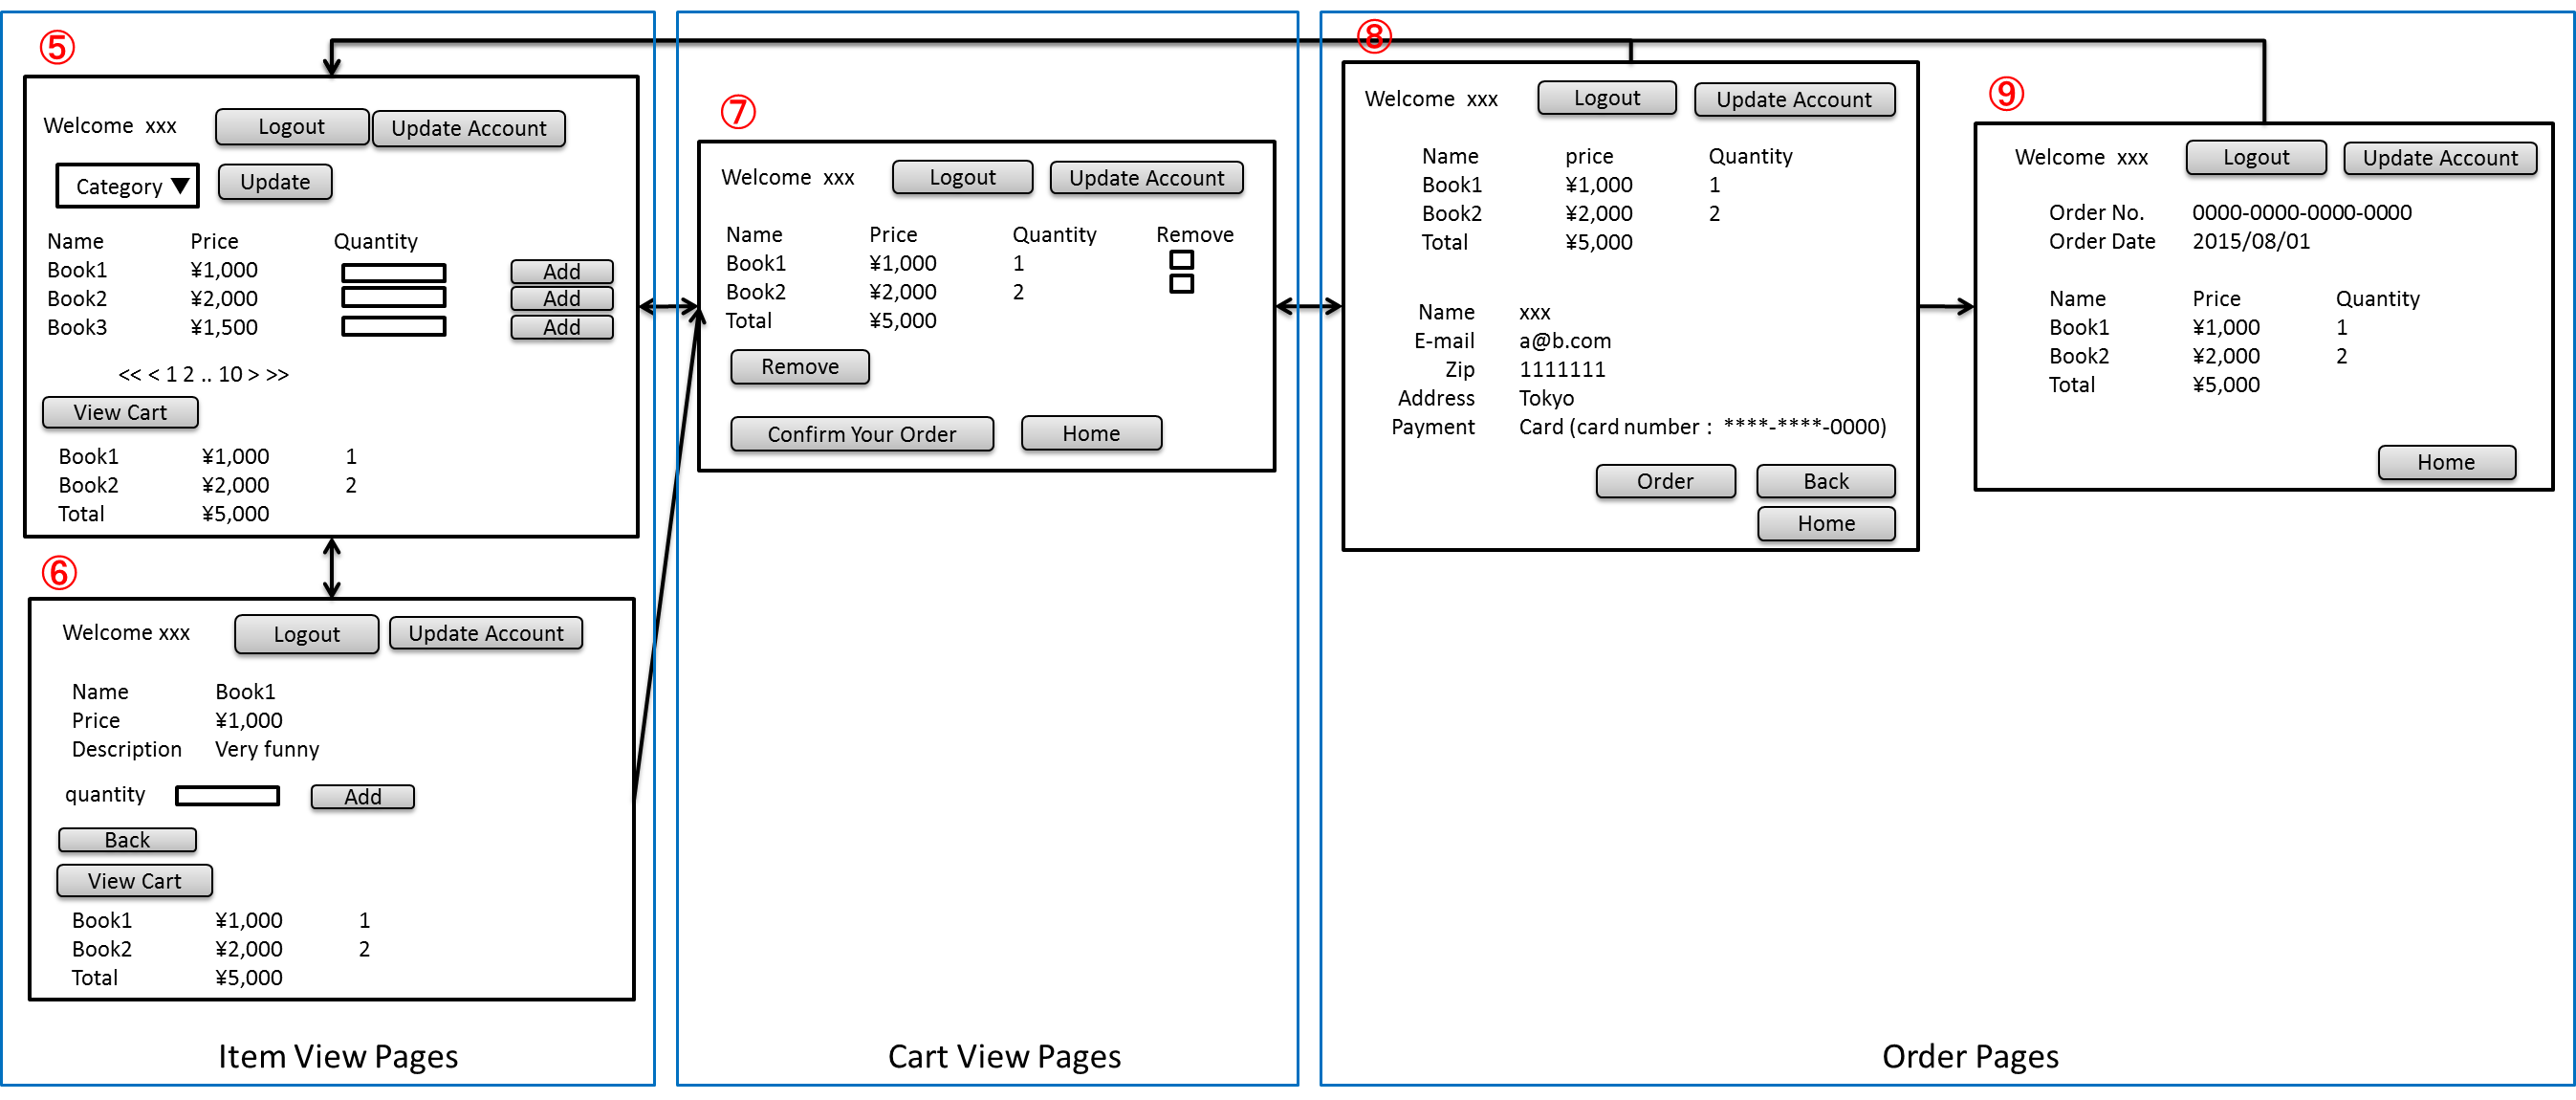 ⑤
Welcome xxx Logout Update Account
Category ▼ Update
Name Price Quantity
Book1 ¥1,000 Add
Book2 ¥2,000 Add
Book3 ¥1,500 Add
<< < 1 2 .. 10 > >>
View Cart
Book1 ¥1,000 1
Book2 ¥2,000 2
Total ¥5,000
⑥
Welcome xxx Logout Update Account
Name Book1
Price ¥1,000
Description Very funny
quantity Add
Back
View Cart
Book1 ¥1,000 1
Book2 ¥2,000 2
Total ¥5,000
Item View Pages
⑦
Welcome xxx Logout Update Account
Name Price Quantity Remove
Book1 ¥1,000 1
Book2 ¥2,000 2
Total ¥5,000
Remove
Confirm Your Order Home
Cart View Pages
⑧
Welcome xxx Logout Update Account
Name price Quantity
Book1 ¥1,000 1
Book2 ¥2,000 2
Total ¥5,000
Name xxx
E-mail a@b.com
Zip 1111111
Address Tokyo
Payment Card (card number : ****-****-0000)
Order Back
Home
⑨
Welcome xxx Logout Update Account
Order No. 0000-0000-0000-0000
Order Date 2015/08/01
Name Price Quantity
Book1 ¥1,000 1
Book2 ¥2,000 2
Total ¥5,000
Home
Order Pages